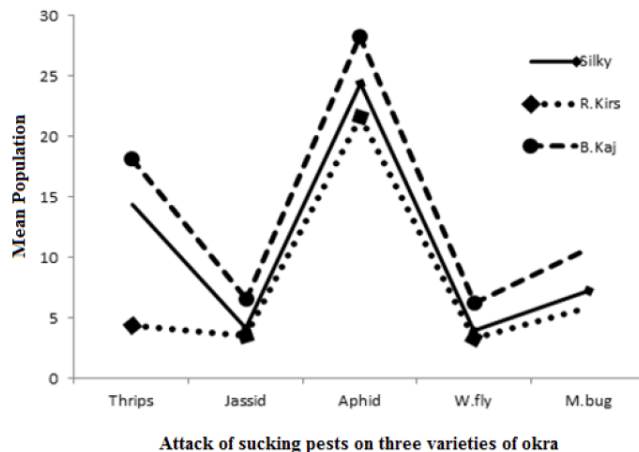 30
25
20
15
10
5
0
Mean Population
Silky
R.Kirs
B.Kaj
Thrips Jassid Aphid W.fly M.bug
Attack of sucking pests on three varieties of okra